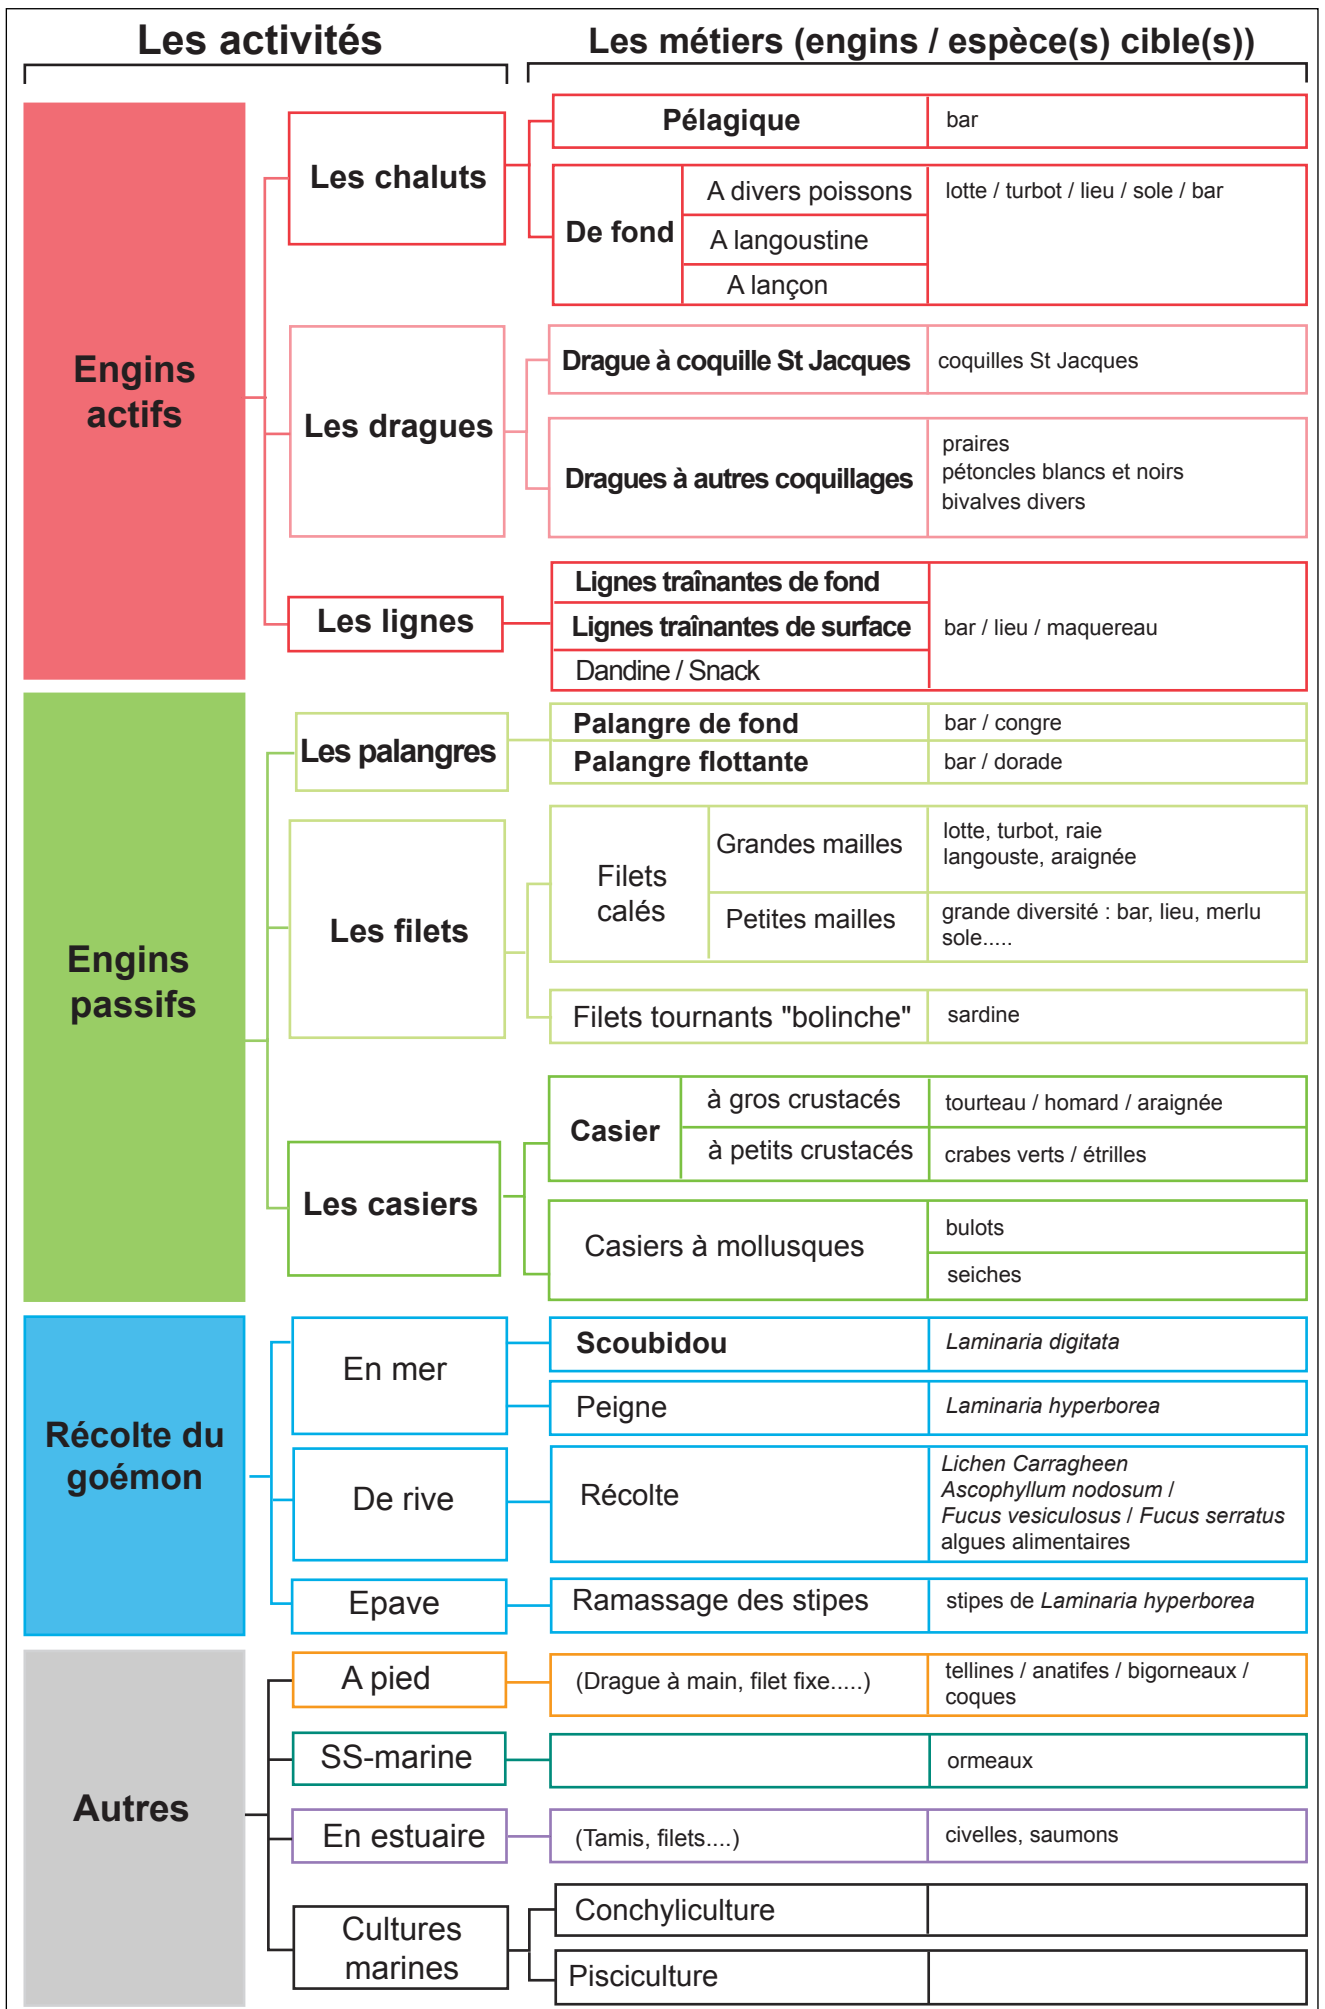 Les activités
Les métiers (engins / espèce(s) cible(s))
Engins
actifs
Les chaluts
Pélagique
bar
De fond
A divers poissons
lotte / turbot / lieu / sole / bar
A langoustine
A lançon
Les dragues
Drague à coquille St Jacques
coquilles St Jacques
Dragues à autres coquillages
praires
pétoncles blancs et noirs
bivalves divers
Les lignes
Lignes traînantes de fond
Lignes traînantes de surface
Dandine / Snack
bar / lieu / maquereau
Engins
passifs
Les palangres
Palangre de fond
bar / congre
Palangre flottante
bar / dorade
Les filets
Filets
calés
Grandes mailles
lotte, turbot, raie
langouste, araignée
Petites mailles
grande diversité : bar, lieu, merlu
sole.....
Filets tournants "bolinche"
sardine
Les casiers
Casier
à gros crustacés
tourteau / homard / araignée
à petits crustacés
crabes verts / étrilles
Casiers à mollusques
bulots
seiches
Récolte du
goémon
En mer
Scoubidou
Laminaria digitata
Peigne
Laminaria hyperborea
De rive
Récolte
Lichen Carragheen
Ascophyllum nodosum /
Fucus vesiculosus / Fucus serratus
algues alimentaires
Epave
Ramassage des stipes
stipes de Laminaria hyperborea
Autres
A pied
(Drague à main, filet fixe.....)
tellines / anatifes / bigorneaux /
coques
SS-marine
ormeaux
En estuaire
(Tamis, filets....)
civelles, saumons
Cultures
marines
Conchyliculture
Pisciculture